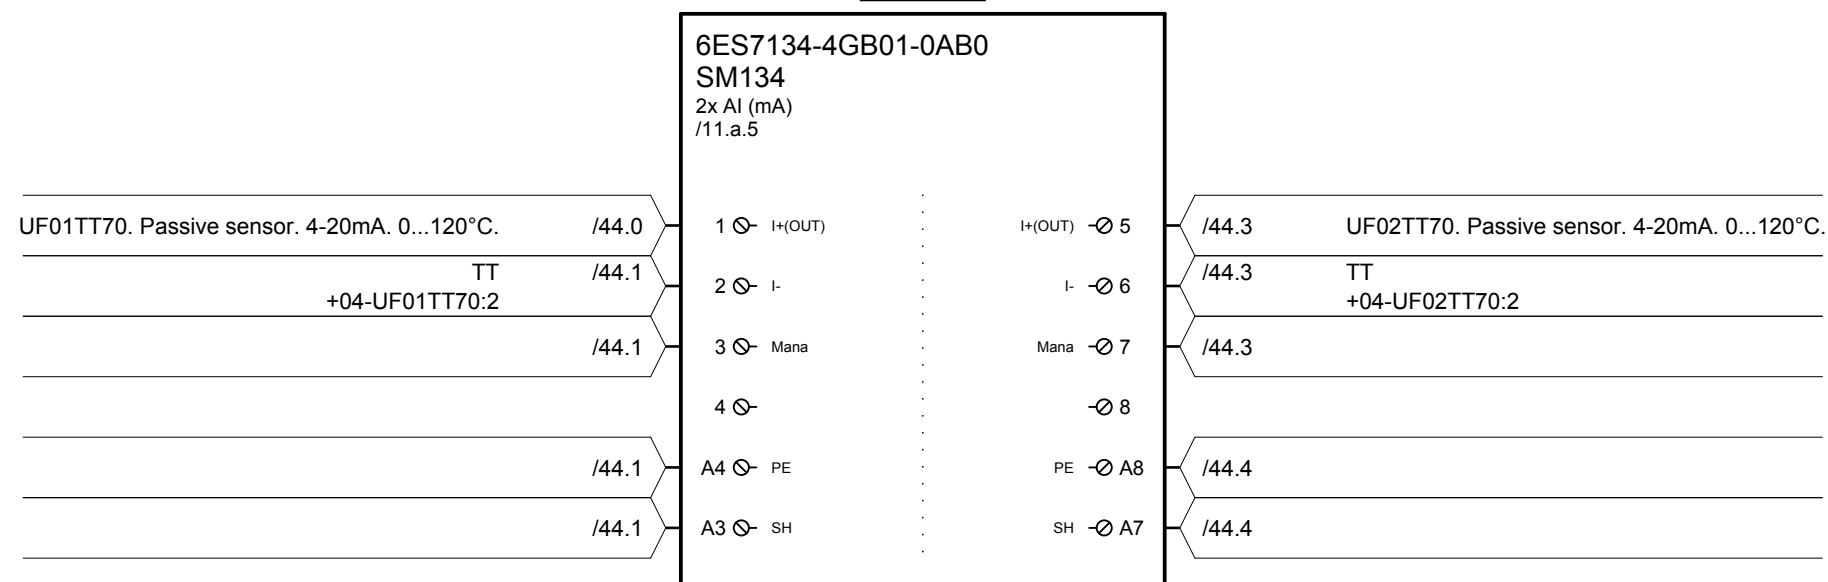 6ES7134-4GB01-0AB0
SM134
2x AI (mA)
/11.a.5
UF01TT70. Passive sensor. 4-20mA. 0...120°C. /44.0 1 I+(OUT) I+(OUT) 5 /44.3 UF02TT70. Passive sensor. 4-20mA. 0...120°C.
TT /44.1 2 I- I- 6 /44.3 TT
+04-UF01TT70:2 +04-UF02TT70:2
/44.1 3 Mana Mana 7 /44.3
4 8
/44.1 A4 PE PE A8 /44.4
/44.1 A3 SH SH A7 /44.4